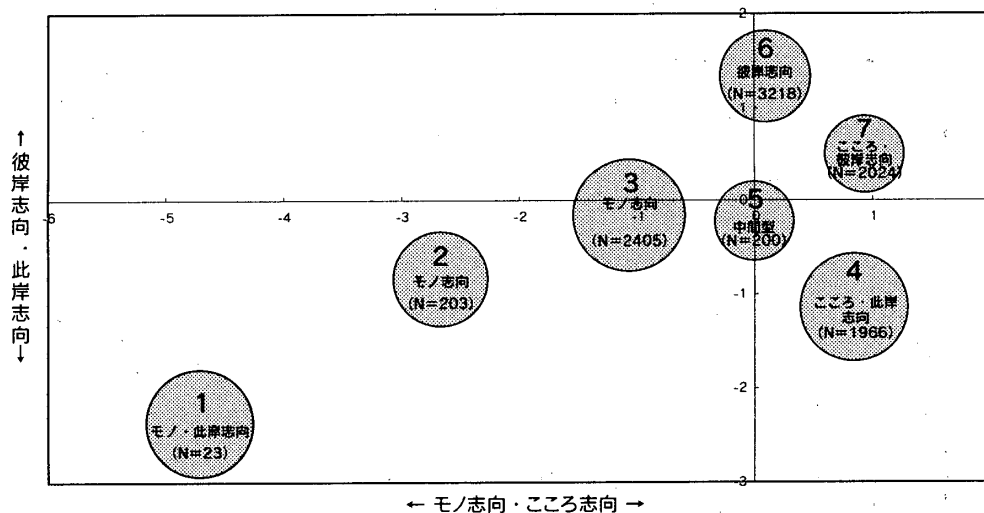 2
6
彼岸志向
(N=3218)
1
7
こころ・
彼岸志向
(N=2024)
↑
彼岸志向・此岸志向
↓
3
モノ志向
-1
(N=2405)
0
5
0
中間型
(N=200)
-6
-5
-4
-3
-2
1
2
モノ志向
(N=203)
4
こころ・此岸
志向
(N=1966)
-1
-2
-3
1
モノ・此岸志向
(N=23)
← モノ志向・こころ志向 →